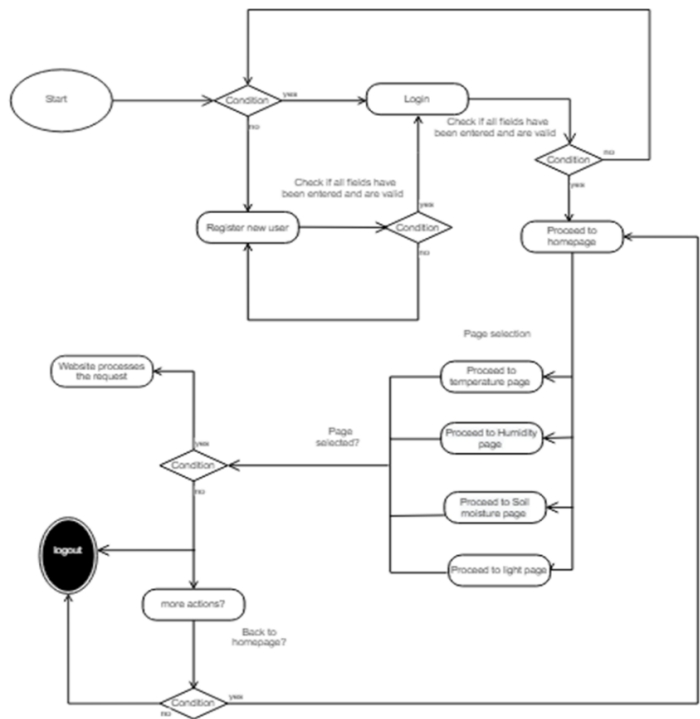 Start
Condition
yes
Login
no
Check if all fields have
been entered and are valid
Condition
no
yes
Check if all fields have
been entered and are valid
yes
Register new user
Condition
no
Proceed to
homepage
Page selection
Website processes
the request
Proceed to
temperature page
Page
selected?
Proceed to Humidity
page
yes
Condition
no
Proceed to Soil
moisture page
logout
Proceed to light page
more actions?
Back to
homepage?
Condition
yes
no